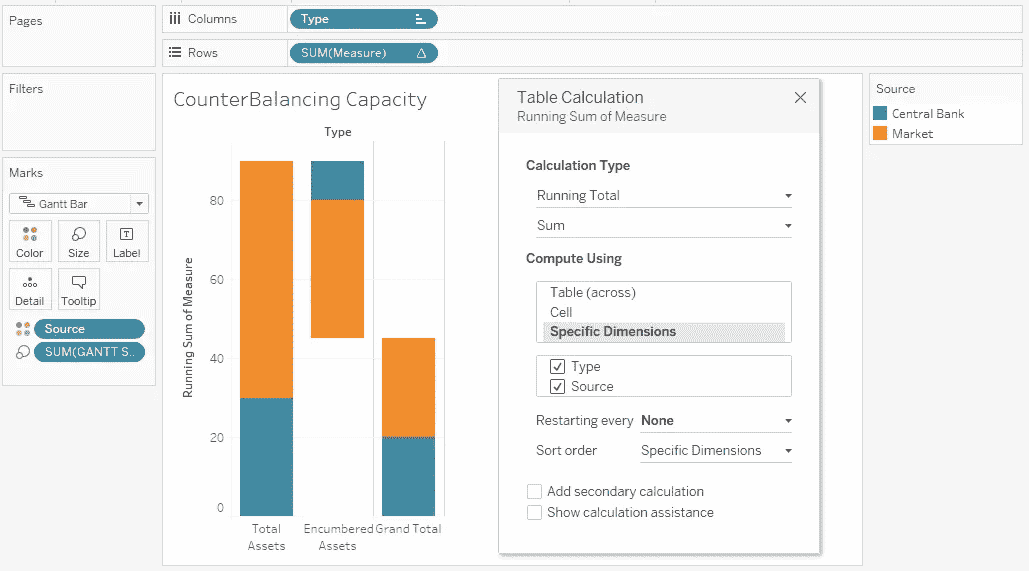 Pages
Columns
Type
Rows
SUM(Measure)
Filters
Marks
Gantt Bar
Color
Size
Label
Detail
Tooltip
Source
SUM(GANTT S..
CounterBalancing Capacity
Type
Running Sum of Measure
80
60
40
20
0
Total
Assets
Encumbered
Assets
Grand Total
Table Calculation
Running Sum of Measure
Calculation Type
Running Total
Sum
Compute Using
Table (across)
Cell
Specific Dimensions
Type
Source
Restarting every None
Sort order Specific Dimensions
Add secondary calculation
Show calculation assistance
Source
Central Bank
Market